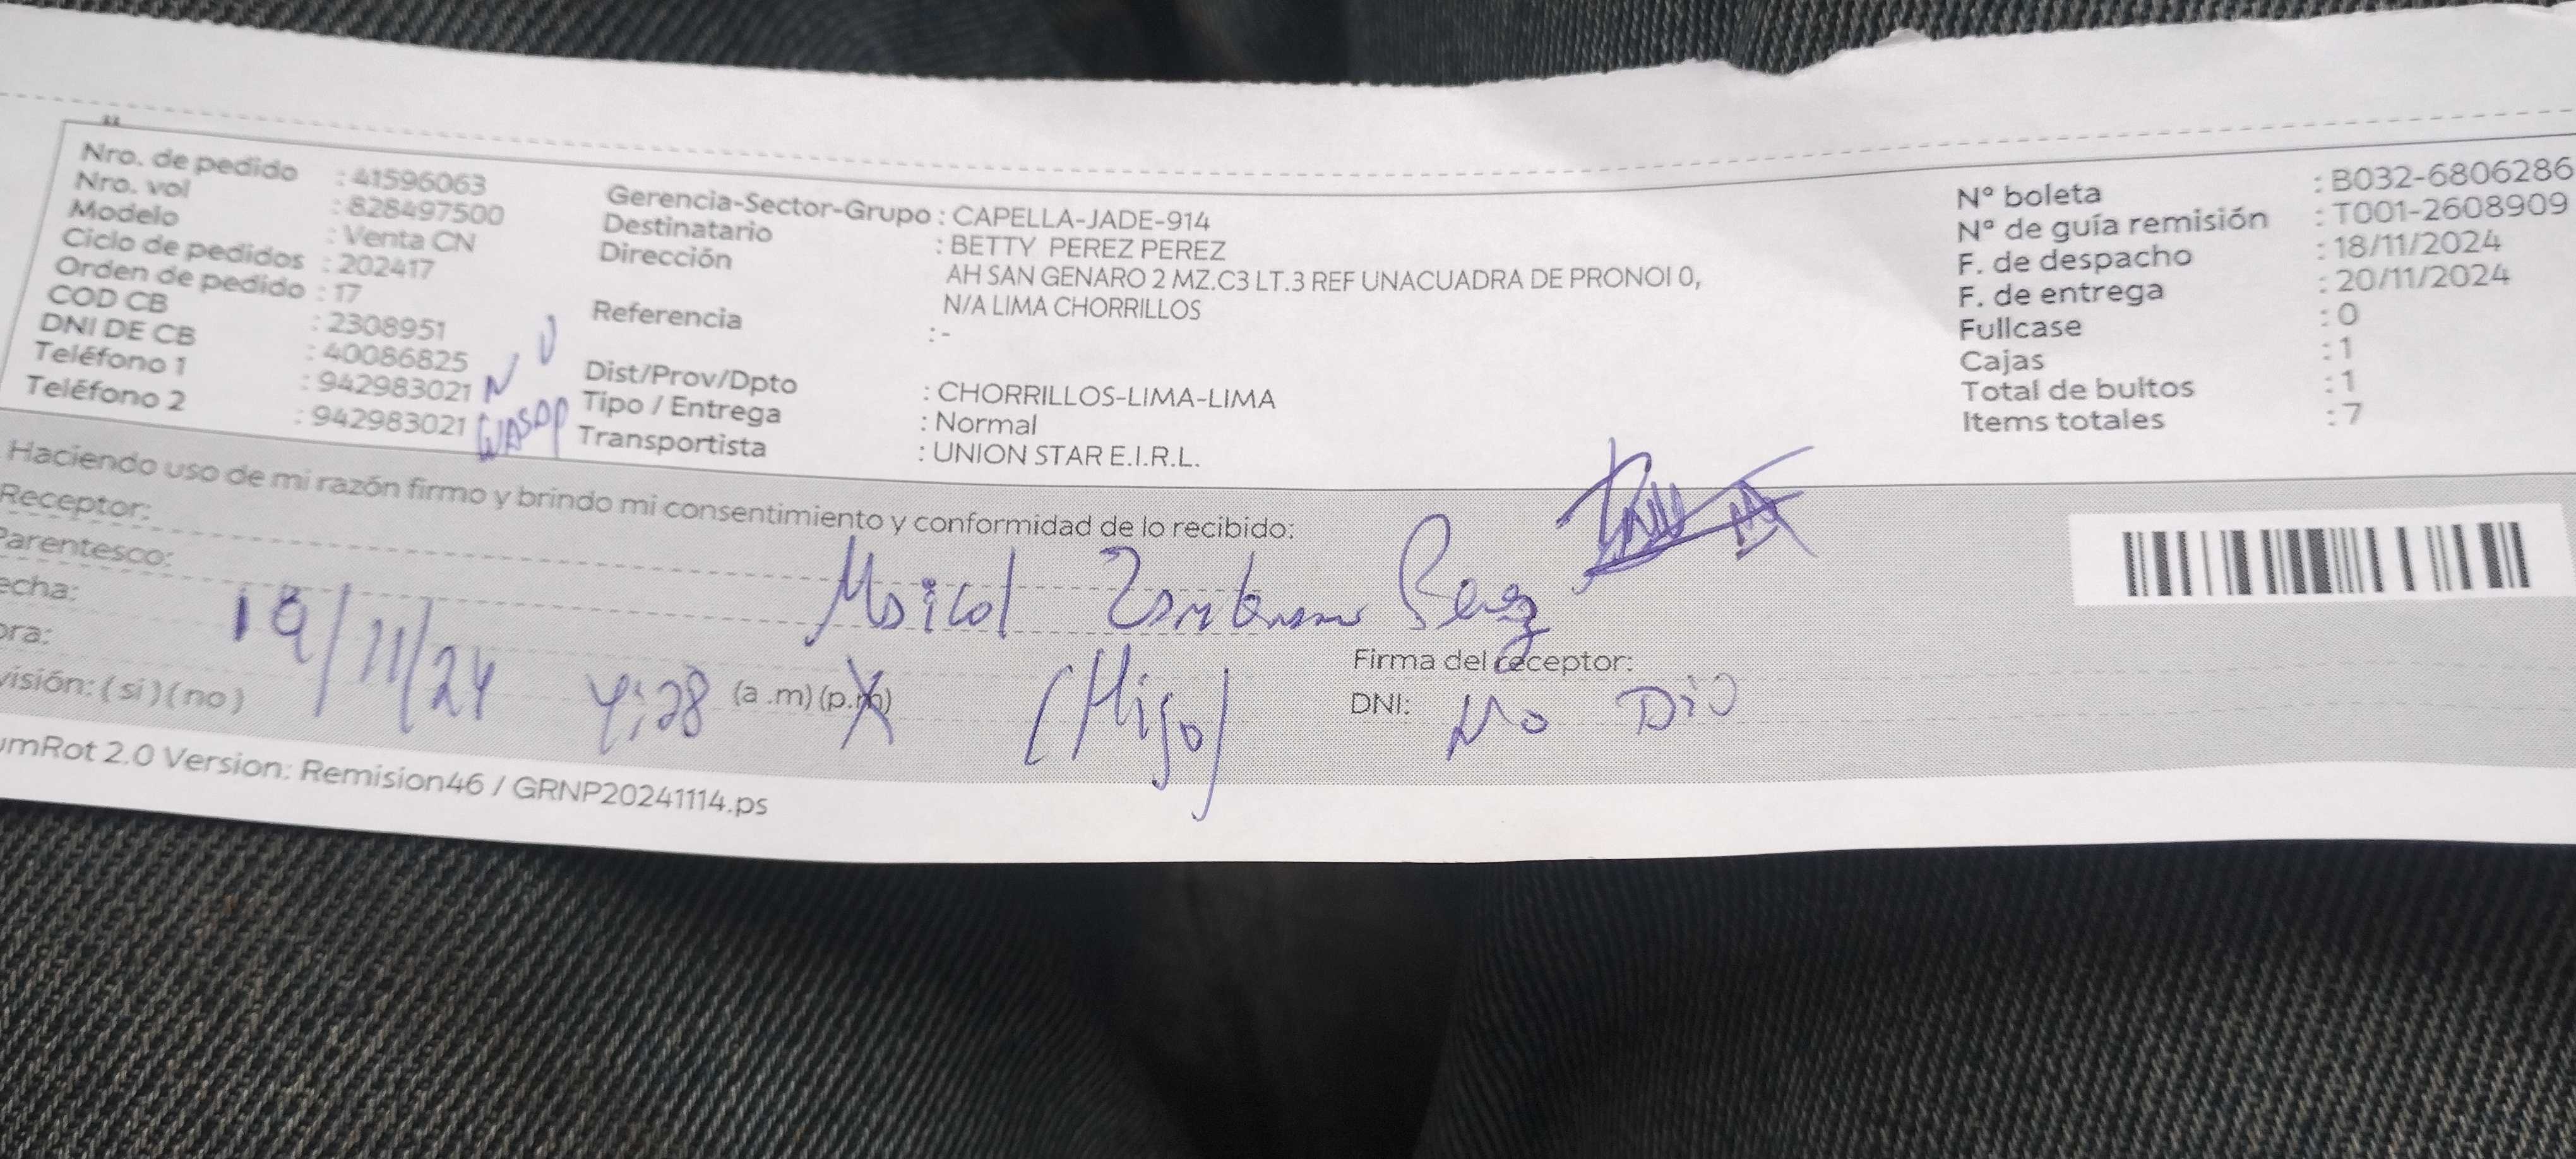 Nro. de pedido : 41596063
Nro. vol : 828497500
Modelo : Venta CN
Ciclo de pedidos : 202417
Orden de pedido : 17
COD CB : 2308951
DNI DE CB : 40086825
Teléfono 1 : 942983021 N
Teléfono 2 : 942983021 WASAP
Gerencia-Sector-Grupo : CAPELLA-JADE-914
Destinatario : BETTY PEREZ PEREZ
Dirección : AH SAN GENARO 2 MZ.C3 LT.3 REF UNACUADRA DE PRONOI 0,
N/A LIMA CHORRILLOS
Referencia : -
Dist/Prov/Dpto : CHORRILLOS-LIMA-LIMA
Tipo / Entrega : Normal
Transportista : UNION STAR E.I.R.L.
N° boleta : B032-6806286
N° de guía remisión : T001-2608909
F. de despacho : 18/11/2024
F. de entrega : 20/11/2024
Fullcase : 0
Cajas : 1
Total de bultos : 1
Items totales : 7
Haciendo uso de mi razón firmo y brindo mi consentimiento y conformidad de lo recibido:
Receptor:
Parentesco:
Perez
echa: 19/11/24
ora: 4:28 (a .m) (p.m)
(Hijo)
Firma del receptor:
visión: ( si ) ( no )
DNI: No Dio
umRot 2.0 Version: Remision46 / GRNP20241114.ps